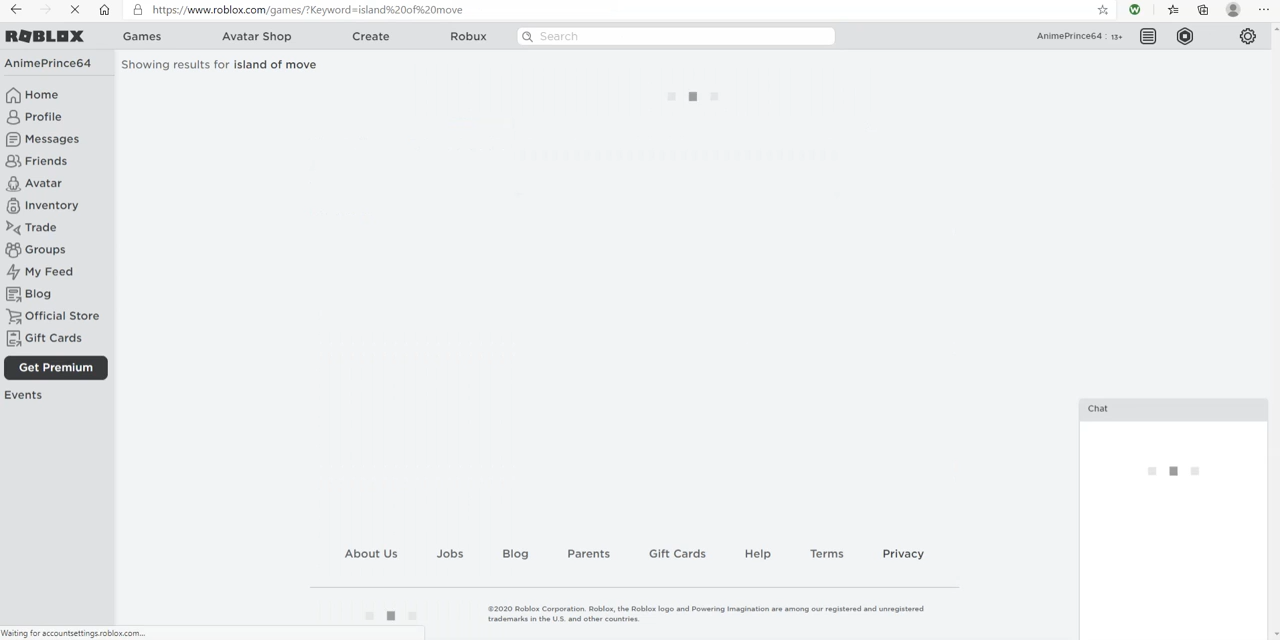 https://www.roblox.com/games/?Keyword=island%20of%20move
ROBLOX
Games
Avatar Shop
Create
Robux
Search
AnimePrince64 : 13+
AnimePrince64
Showing results for island of move
Home
Profile
Messages
Friends
Avatar
Inventory
Trade
Groups
My Feed
Blog
Official Store
Gift Cards
Get Premium
Events
Chat
About Us
Jobs
Blog
Parents
Gift Cards
Help
Terms
Privacy
©2020 Roblox Corporation. Roblox, the Roblox logo and Powering Imagination are among our registered and unregistered
trademarks in the U.S. and other countries.
Waiting for accountsettings.roblox.com...